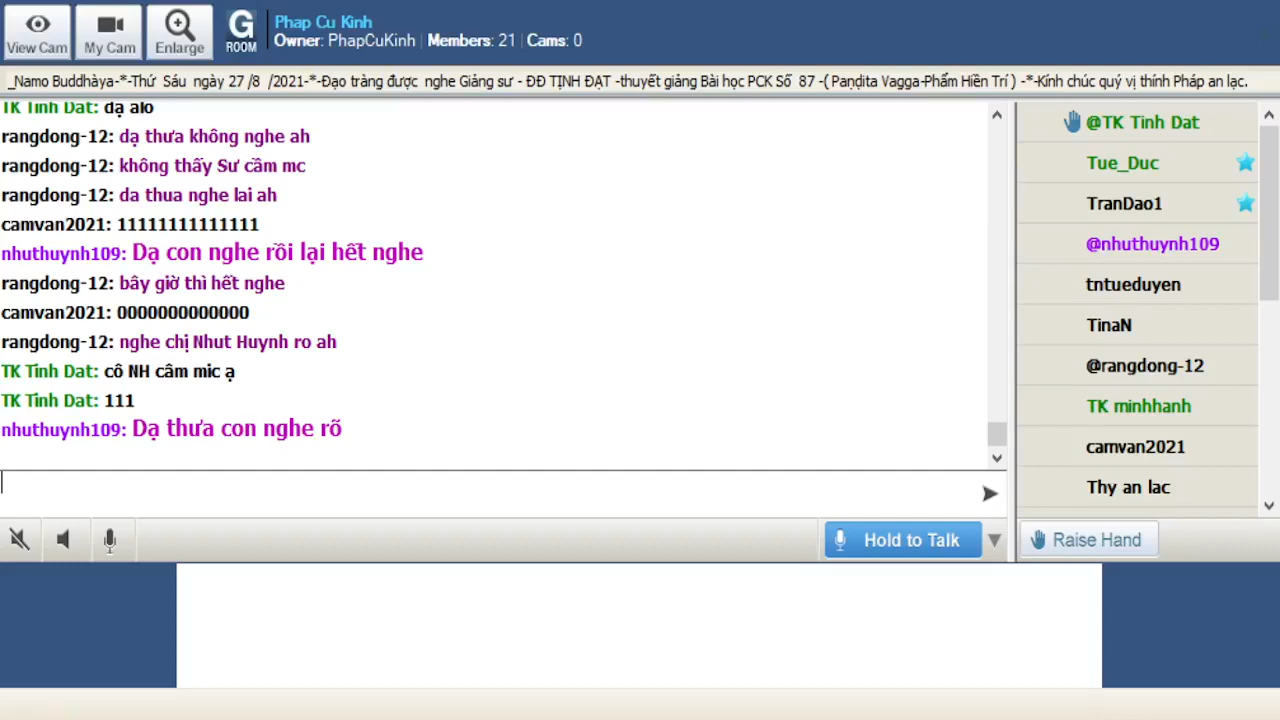 View Cam
My Cam
Enlarge
G
ROOM
Phap Cu Kinh
Owner: PhapCuKinh | Members: 21 | Cams: 0
_Namo Buddhàya-*-Thứ Sáu ngày 27 /8 /2021-*-Đạo tràng được nghe Giảng sư - ĐĐ TỊNH ĐẠT -thuyết giảng Bài học PCK Số 87 -( Paṇḍita Vagga-Phẩm Hiền Trí ) -*-Kính chúc quý vị thính Pháp an lạc.
TK Tinh Dat: dạ alo
rangdong-12: dạ thưa không nghe ah
rangdong-12: không thấy Sư cầm mc
rangdong-12: da thua nghe lai ah
camvan2021: 11111111111111
nhuthuynh109: Dạ con nghe rồi lại hết nghe
rangdong-12: bây giờ thì hết nghe
camvan2021: 0000000000000
rangdong-12: nghe chị Nhut Huynh ro ah
TK Tinh Dat: cô NH câm mic ạ
TK Tinh Dat: 111
nhuthuynh109: Dạ thưa con nghe rõ
@TK Tinh Dat
Tue_Duc
TranDao1
@nhuthuynh109
tntueduyen
TinaN
@rangdong-12
TK minhhanh
camvan2021
Thy an lac
Hold to Talk
Raise Hand